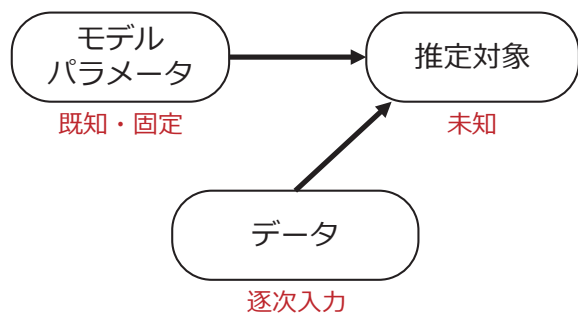 モデル
パラメータ
既知・固定
推定対象
未知
データ
逐次入力